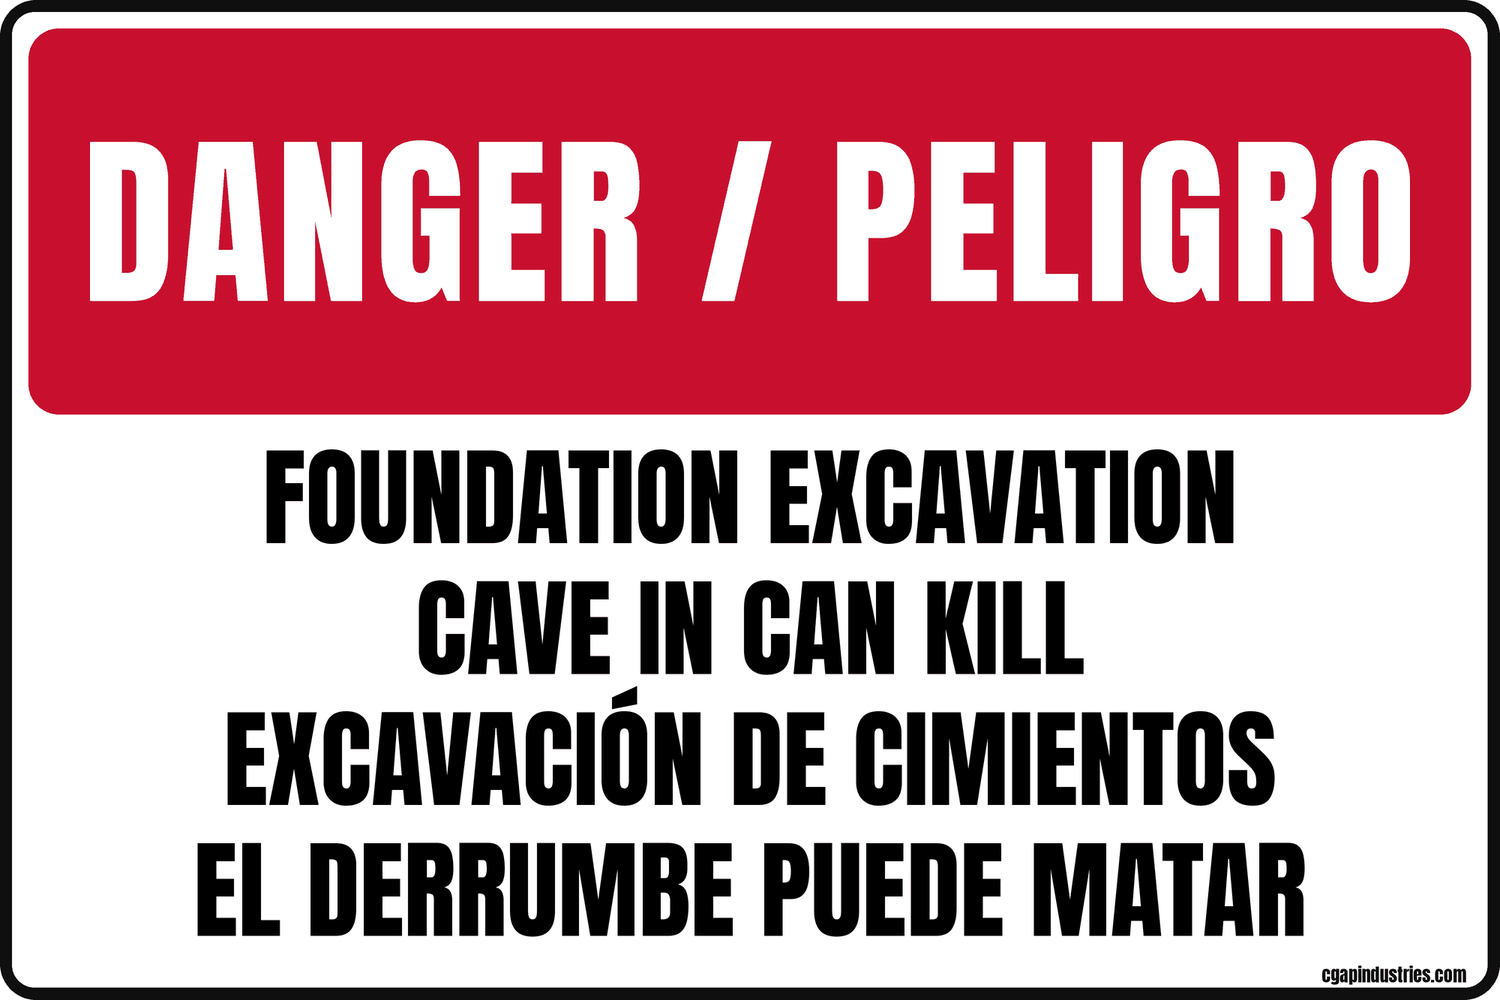 DANGER / PELIGRO
FOUNDATION EXCAVATION
CAVE IN CAN KILL
EXCAVACIÓN DE CIMIENTOS
EL DERRUMBE PUEDE MATAR
cgapindustries.com